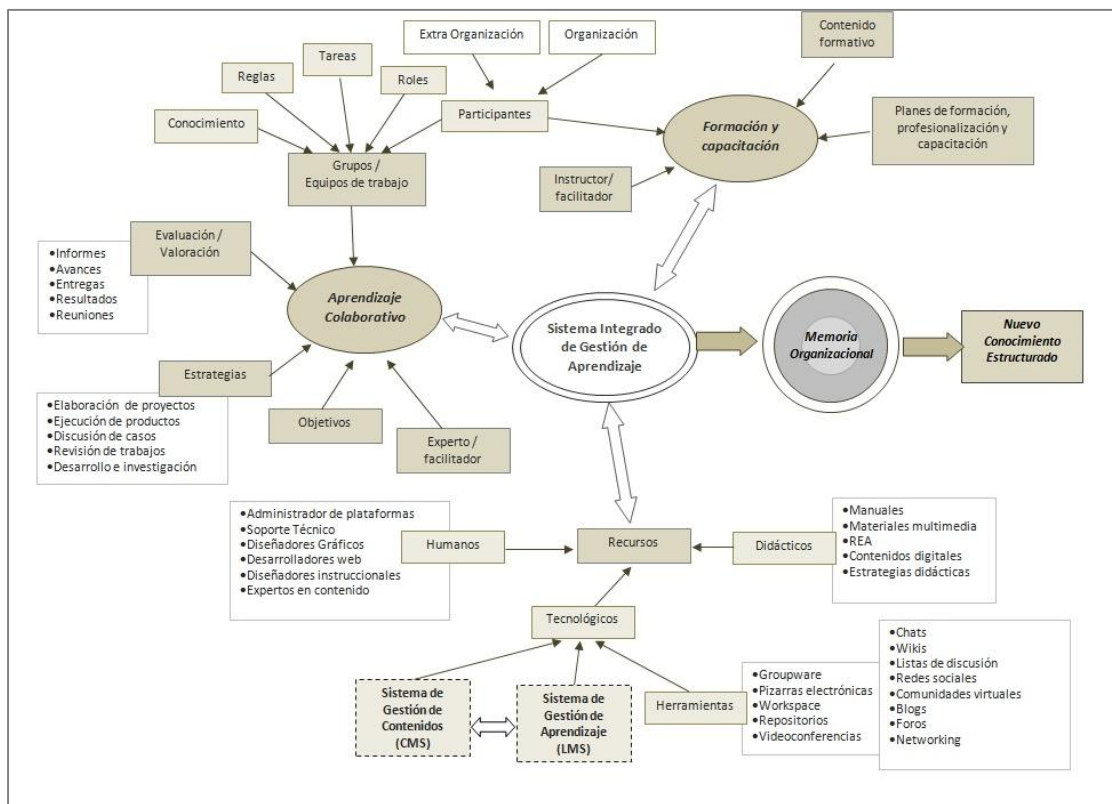 Extra Organización
Organización
Contenido
formativo
Tareas
Reglas
Roles
Conocimiento
Participantes
Formación y
capacitación
Planes de formación,
profesionalización y
capacitación
Grupos /
Equipos de trabajo
Instructor/
facilitador
Evaluación /
Valoración
•Informes
•Avances
•Entregas
•Resultados
•Reuniones
Aprendizaje
Colaborativo
Sistema Integrado
de Gestión de
Aprendizaje
Memoria
Organizacional
Nuevo
Conocimiento
Estructurado
Estrategias
•Elaboración de proyectos
•Ejecución de productos
•Discusión de casos
•Revisión de trabajos
•Desarrollo e investigación
Objetivos
Experto /
facilitador
•Administrador de plataformas
•Soporte Técnico
•Diseñadores Gráficos
•Desarrolladores web
•Diseñadores instruccionales
•Expertos en contenido
Humanos
Recursos
Didácticos
•Manuales
•Materiales multimedia
•REA
•Contenidos digitales
•Estrategias didácticas
Tecnológicos
Sistema de
Gestión de
Contenidos
(CMS)
Sistema de
Gestión de
Aprendizaje
(LMS)
Herramientas
•Groupware
•Pizarras electrónicas
•Workspace
•Repositorios
•Videoconferencias
•Chats
•Wikis
•Listas de discusión
•Redes sociales
•Comunidades virtuales
•Blogs
•Foros
•Networking